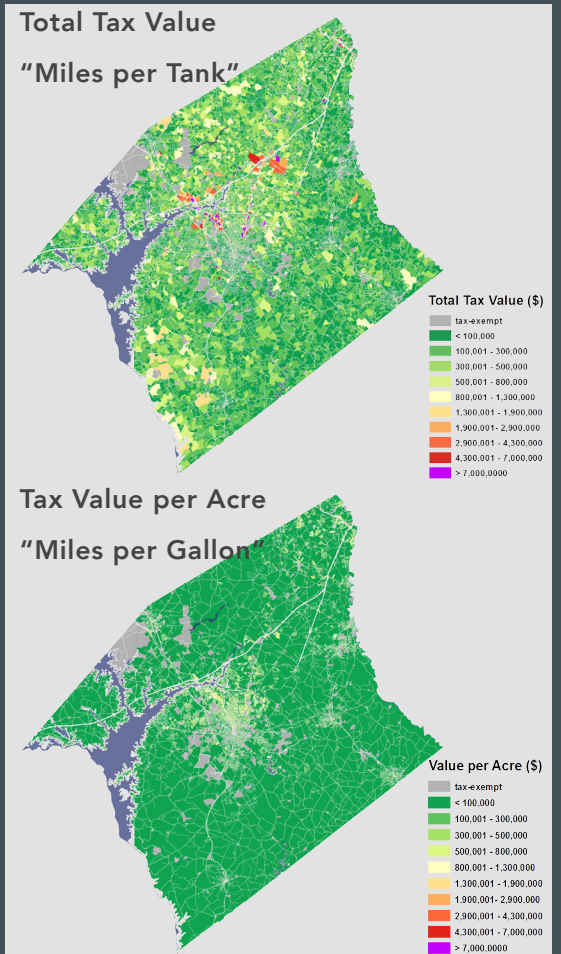 Total Tax Value
“Miles per Tank”
Total Tax Value ($)
tax-exempt
< 100,000
100,001 - 300,000
300,001 - 500,000
500,001 - 800,000
800,001 - 1,300,000
1,300,001 - 1,900,000
1,900,001- 2,900,000
2,900,001 - 4,300,000
4,300,001 - 7,000,000
> 7,000,0000
Tax Value per Acre
“Miles per Gallon”
Value per Acre ($)
tax-exempt
< 100,000
100,001 - 300,000
300,001 - 500,000
500,001 - 800,000
800,001 - 1,300,000
1,300,001 - 1,900,000
1,900,001- 2,900,000
2,900,001 - 4,300,000
4,300,001 - 7,000,000
> 7,000,0000